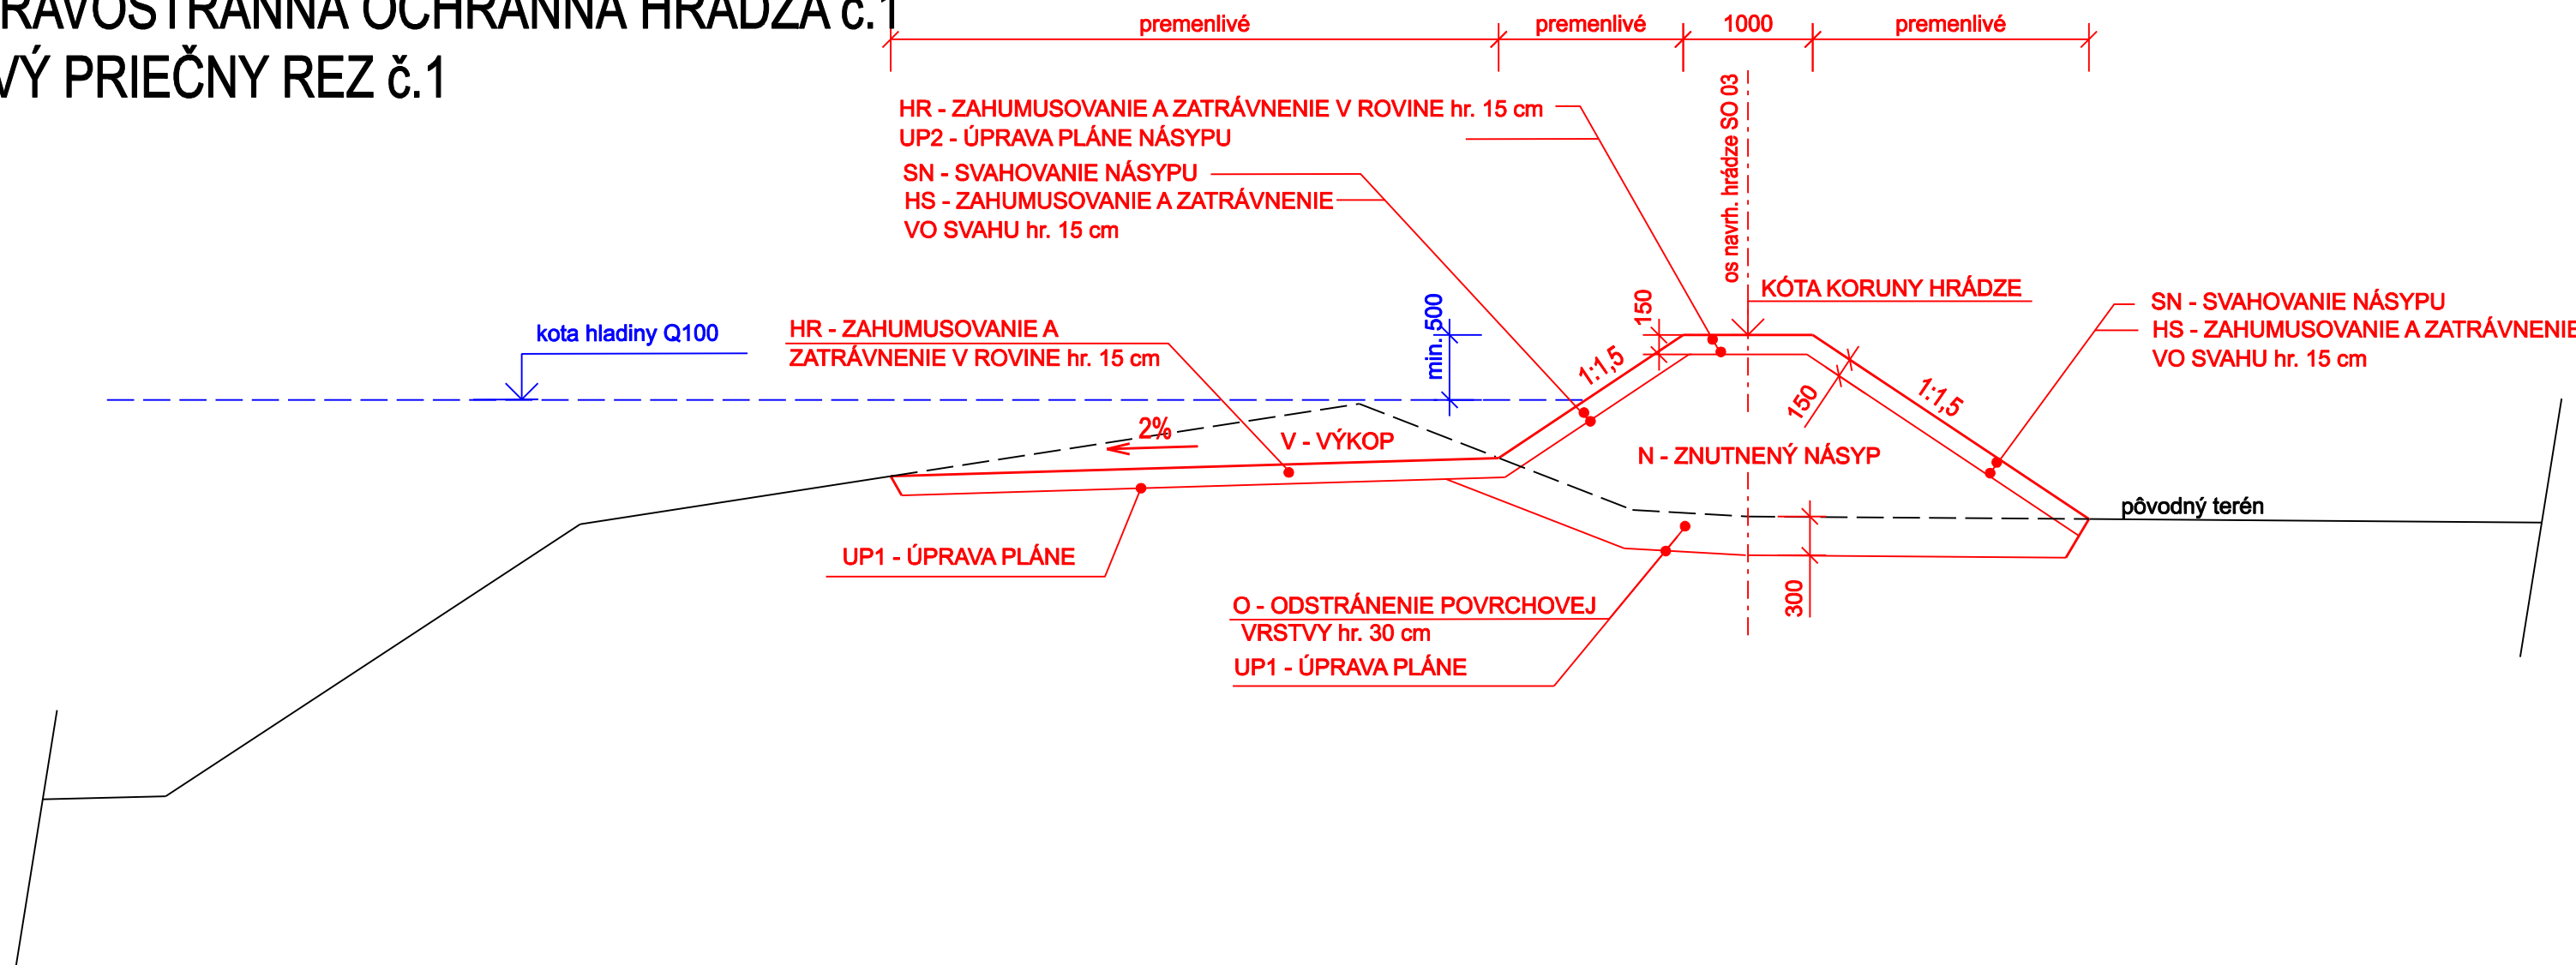 RAVOSTRANNÁ OCHRANNÁ HRÁDZA č.1
VÝ PRIEČNY REZ č.1
premenlivé
premenlivé
1000
premenlivé
HR - ZAHUMUSOVANIE A ZATRÁVNENIE V ROVINE hr. 15 cm
UP2 - ÚPRAVA PLÁNE NÁSYPU
SN - SVAHOVANIE NÁSYPU
HS - ZAHUMUSOVANIE A ZATRÁVNENIE
VO SVAHU hr. 15 cm
os navrh. hrádze SO 03
KÓTA KORUNY HRÁDZE
SN - SVAHOVANIE NÁSYPU
HS - ZAHUMUSOVANIE A ZATRÁVNENIE
VO SVAHU hr. 15 cm
kota hladiny Q100
HR - ZAHUMUSOVANIE A
ZATRÁVNENIE V ROVINE hr. 15 cm
min. 500
150
1:1,5
150
1:1,5
2%
V - VÝKOP
N - ZNUTNENÝ NÁSYP
pôvodný terén
UP1 - ÚPRAVA PLÁNE
O - ODSTRÁNENIE POVRCHOVEJ
VRSTVY hr. 30 cm
UP1 - ÚPRAVA PLÁNE
300